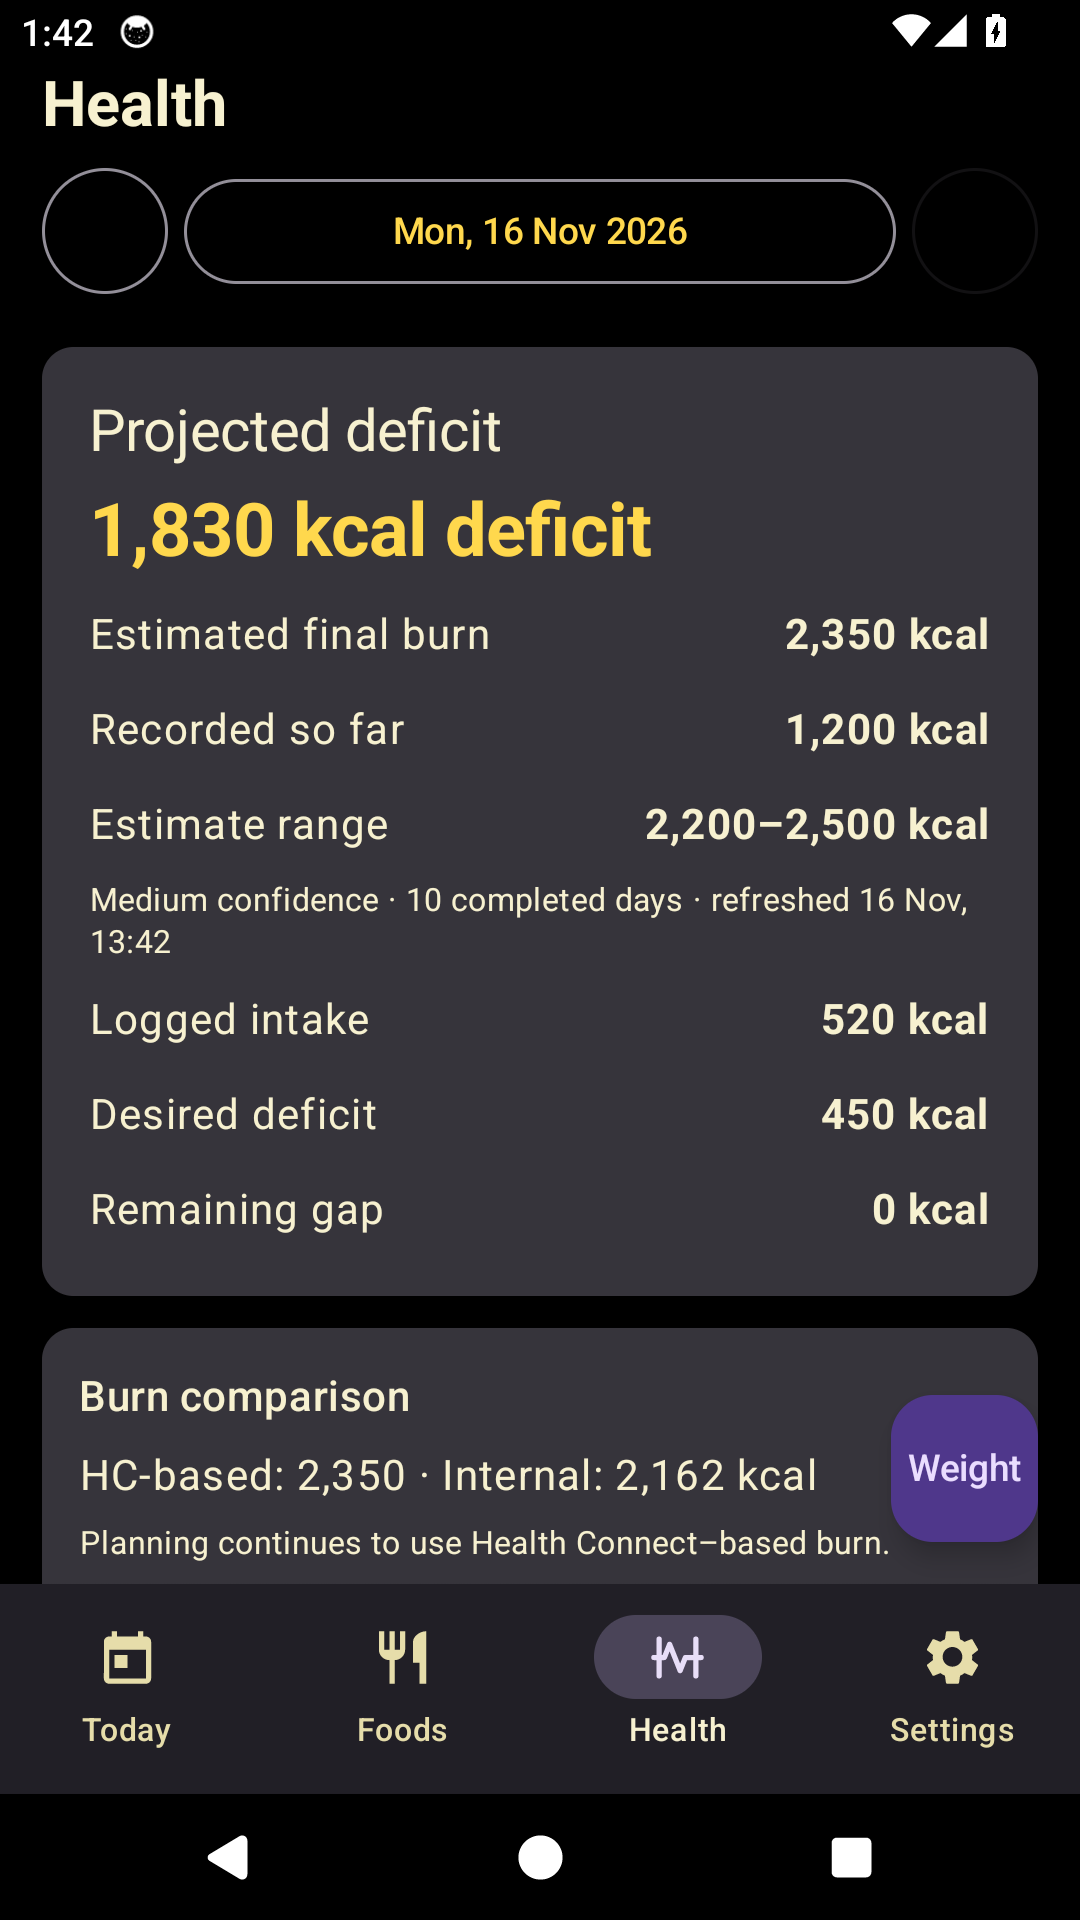 1:42
Health
Mon, 16 Nov 2026
Projected deficit
1,830 kcal deficit
Estimated final burn 2,350 kcal
Recorded so far 1,200 kcal
Estimate range 2,200–2,500 kcal
Medium confidence · 10 completed days · refreshed 16 Nov,
13:42
Logged intake 520 kcal
Desired deficit 450 kcal
Remaining gap 0 kcal
Burn comparison
HC-based: 2,350 · Internal: 2,162 kcal
Weight
Planning continues to use Health Connect–based burn.
Today Foods Health Settings